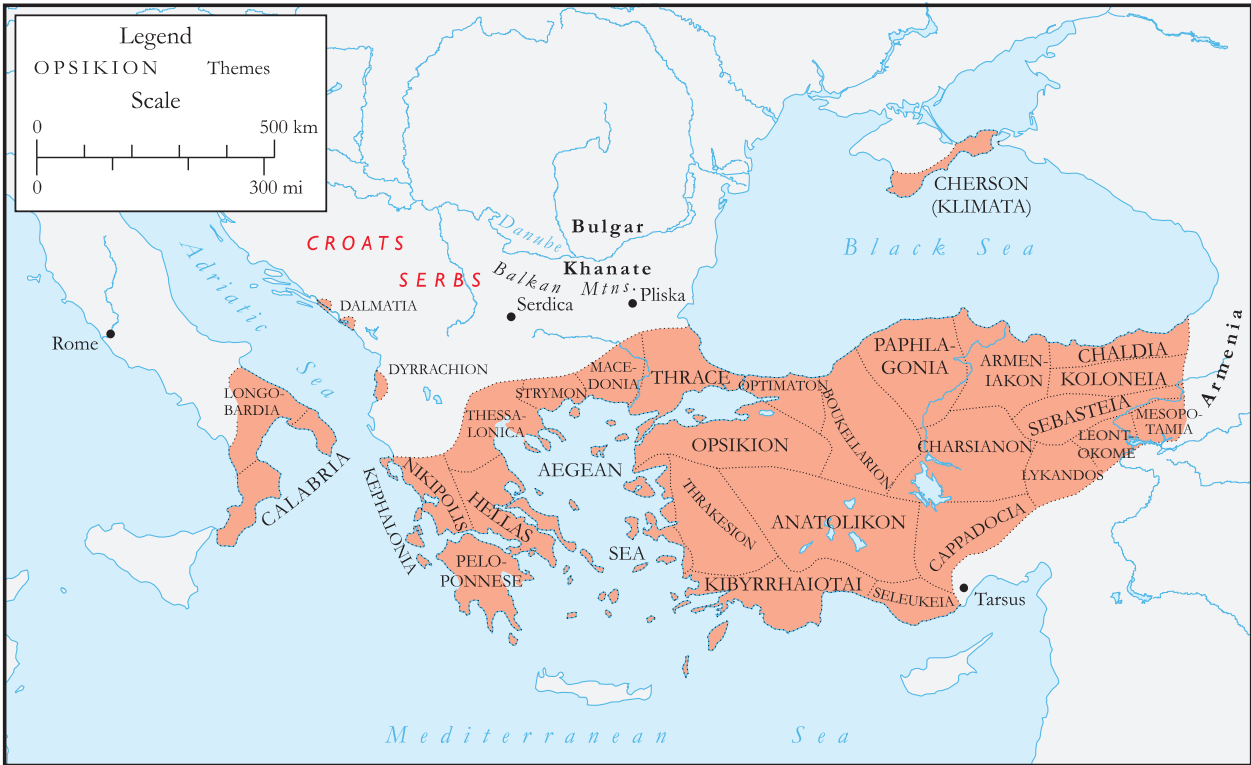 Legend
OPSIKION Themes
Scale
0 500 km
0 300 mi
CHERSON
(KLIMATA)
Black Sea
Danube
Bulgar
Khanate
Balkan
Mtns.
Pliska
Serdica
CROATS
SERBS
Adriatic
Sea
DALMATIA
Rome
DYRRACHION
LONGO-
BARDIA
CALABRIA
KEPHALONIA
NIKIPOLIS
HELLAS
PELO-
PONNESE
THESSA-
LONICA
STRYMON
MACE-
DONIA
THRACE
OPTIMATON
BOUKELLARION
PAPHLA-
GONIA
ARMEN-
IAKON
CHALDIA
KOLONEIA
SEBASTEIA
MESOPO-
TAMIA
Armenia
LEONT-
OKOME
LYKANDOS
CHARSIANON
OPSIKION
AEGEAN
SEA
THRAKESION
ANATOLIKON
CAPPADOCIA
KIBYRRHAIOTAI
SELEUKEIA
Tarsus
Mediterranean Sea